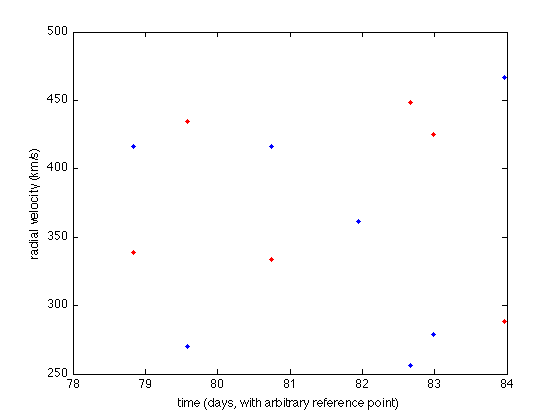 500
450
400
350
300
250
78 79 80 81 82 83 84
radial velocity (km/s)
time (days, with arbitrary reference point)